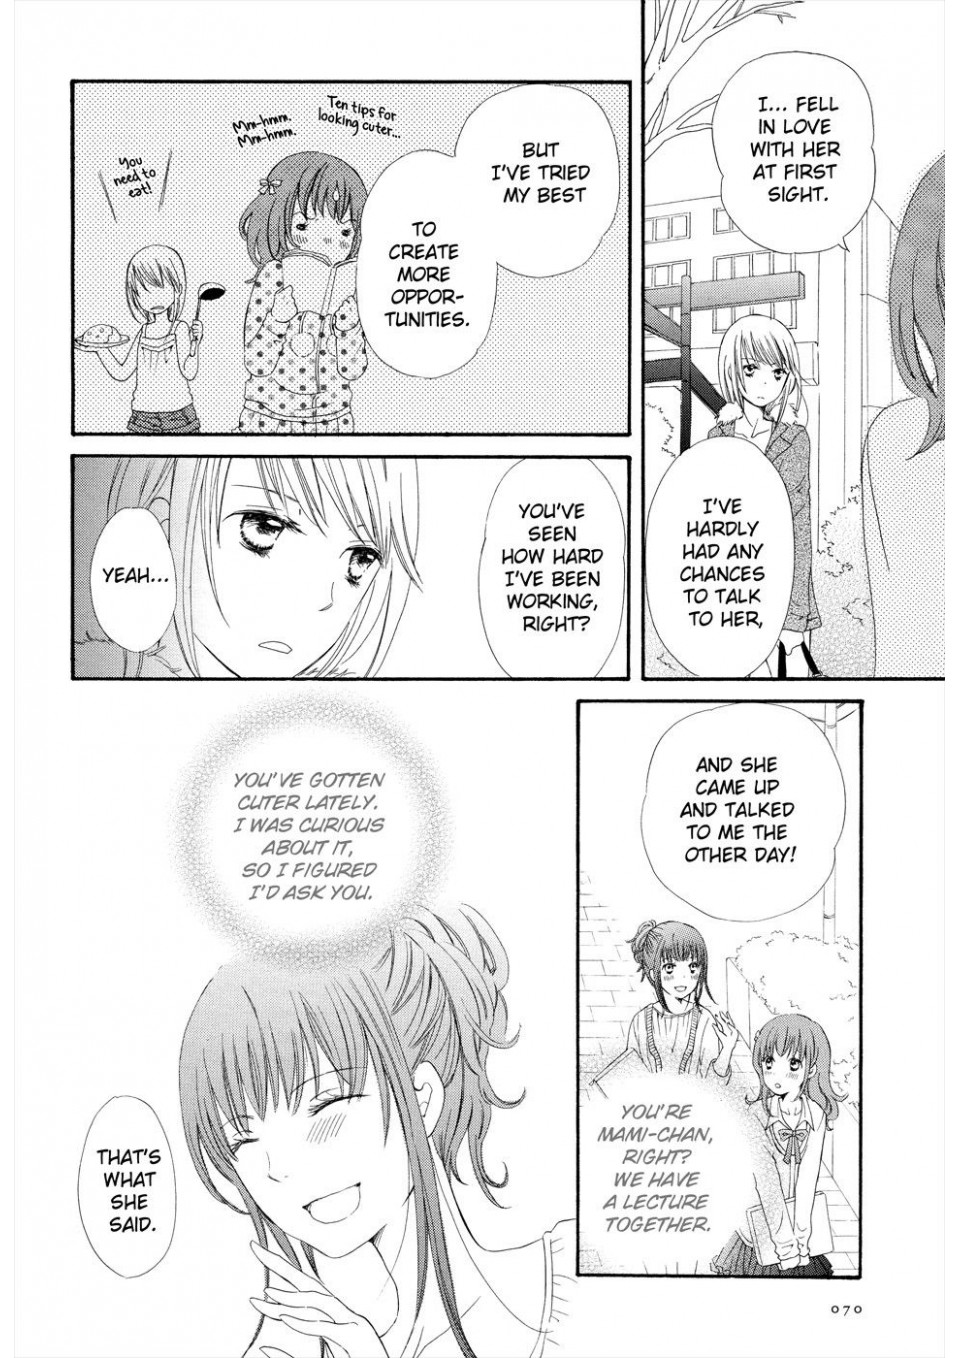 I... FELL
IN LOVE
WITH HER
AT FIRST
SIGHT.
I'VE
HARDLY
HAD ANY
CHANCES
TO TALK
TO HER,
BUT
I'VE TRIED
MY BEST
TO
CREATE
MORE
OPPOR-
TUNITIES.
Ten tips for
looking cuter...
Mm-hmm.
Mm-hmm.
You
need to
eat!
YOU'VE
SEEN
HOW HARD
I'VE BEEN
WORKING,
RIGHT?
YEAH...
AND SHE
CAME UP
AND TALKED
TO ME THE
OTHER DAY!
YOU'RE
MAMI-CHAN,
RIGHT?
WE HAVE
A LECTURE
TOGETHER.
YOU'VE GOTTEN
CUTER LATELY.
I WAS CURIOUS
ABOUT IT,
SO I FIGURED
I'D ASK YOU.
THAT'S
WHAT
SHE
SAID.
070